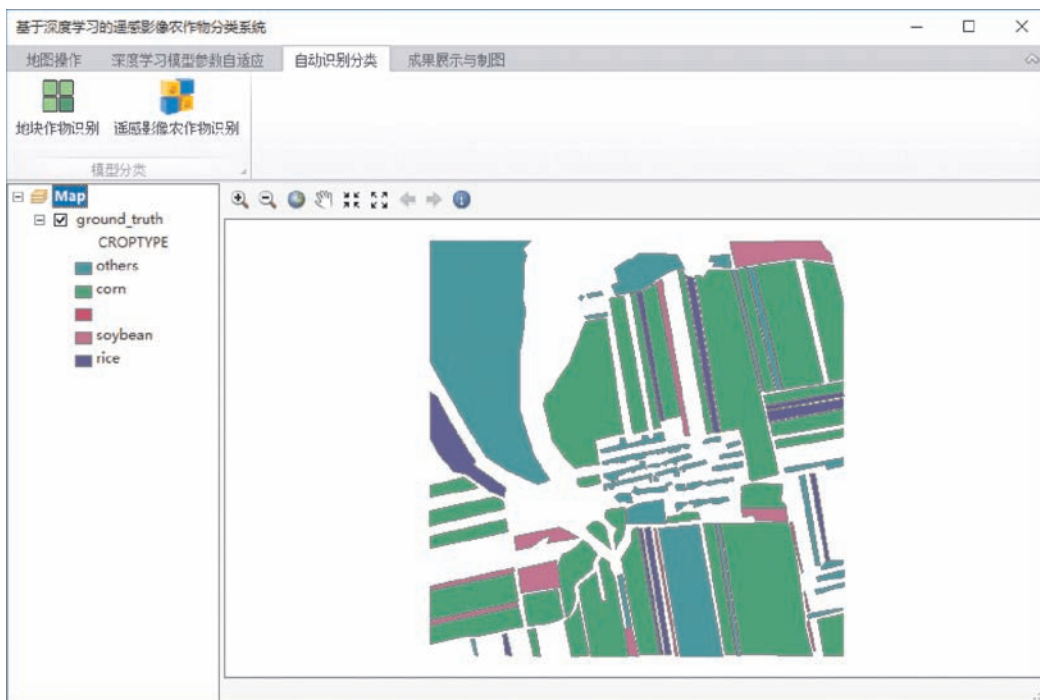 基于深度学习的遥感影像农作物分类系统
地图操作 深度学习模型参数自适应 自动识别分类 成果展示与制图
地块作物识别 遥感影像农作物识别
模型分类
Map
ground_truth
CROPTYPE
others
corn
soybean
rice